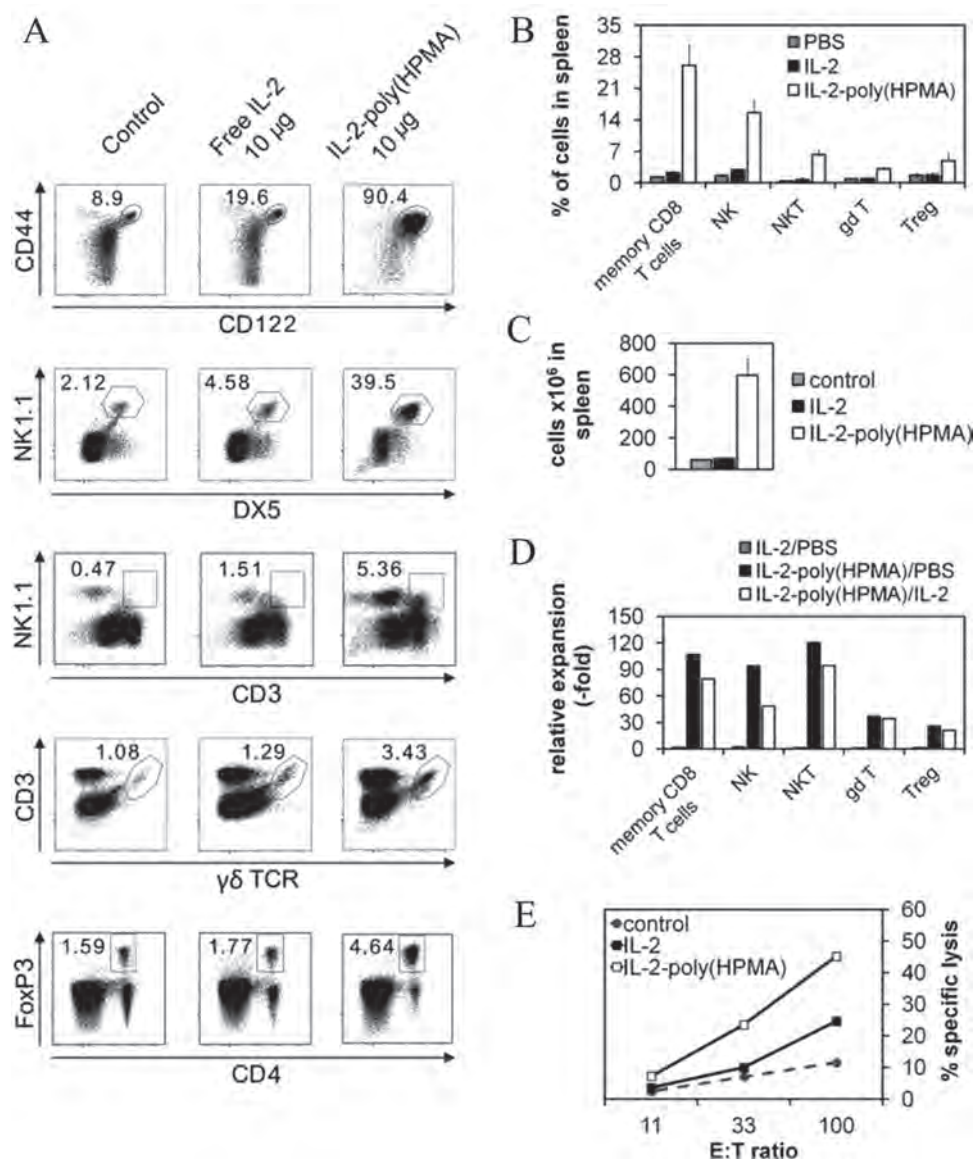 A
Control
Free IL-2
10 µg
IL-2-poly(HPMA)
10 µg
8.9
19.6
90.4
CD44
CD122
2.12
4.58
39.5
NK1.1
DX5
0.47
1.51
5.36
NK1.1
CD3
1.08
1.29
3.43
CD3
γδ TCR
1.59
1.77
4.64
FoxP3
CD4
B
% of cells in spleen
35
28
21
14
7
0
PBS
IL-2
IL-2-poly(HPMA)
memory CD8
T cells
NK
NKT
gd T
Treg
C
cells x10⁶ in
spleen
800
600
400
200
0
control
IL-2
IL-2-poly(HPMA)
D
IL-2/PBS
IL-2-poly(HPMA)/PBS
IL-2-poly(HPMA)/IL-2
relative expansion
(-fold)
150
120
90
60
30
0
memory CD8
T cells
NK
NKT
gd T
Treg
E
control
IL-2
IL-2-poly(HPMA)
60
50
40
30
20
10
0
% specific lysis
11
33
100
E:T ratio